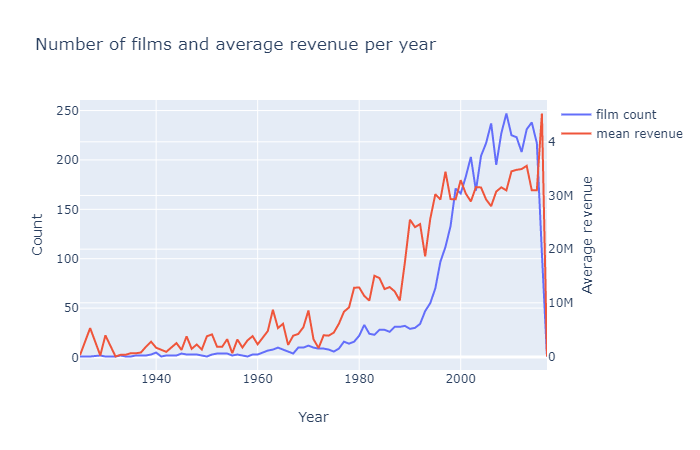 Number of films and average revenue per year
250
200
150
100
50
0
Count
1940
1960
1980
2000
Year
4
30M
20M
10M
0
Average revenue
film count
mean revenue